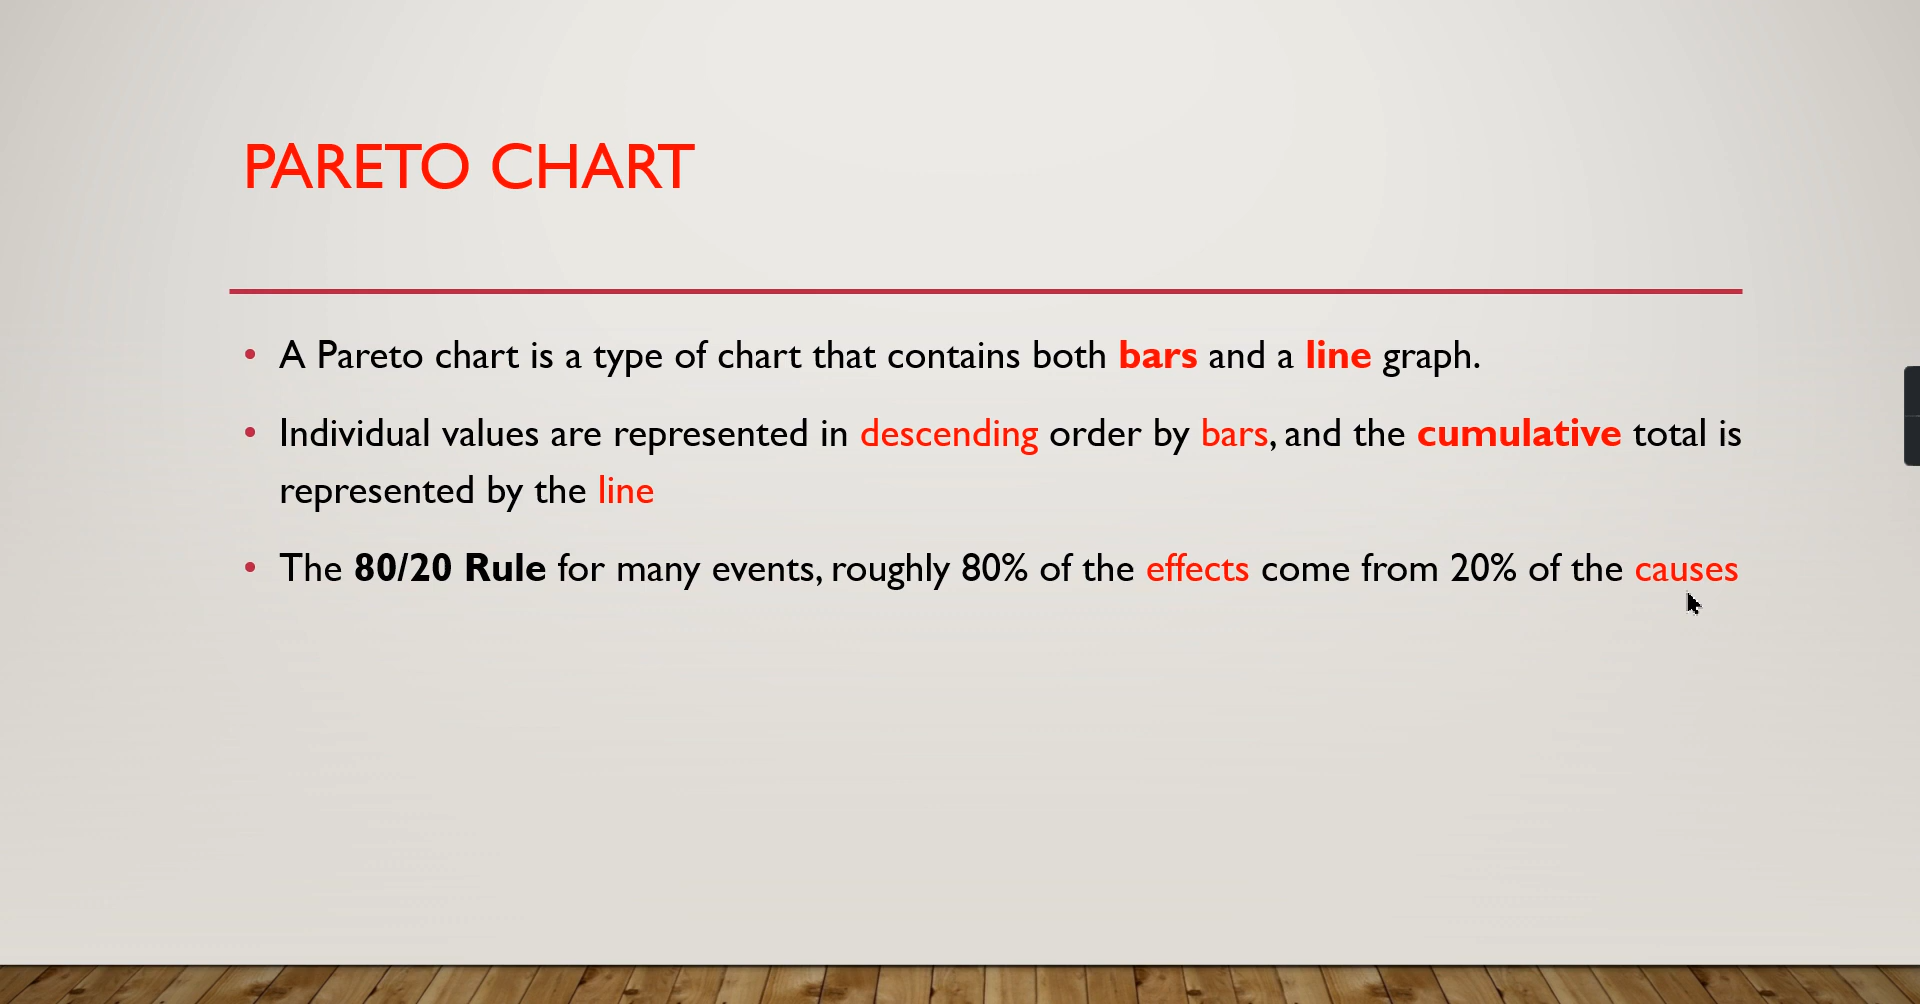 PARETO CHART
• A Pareto chart is a type of chart that contains both bars and a line graph.
• Individual values are represented in descending order by bars, and the cumulative total is
represented by the line
• The 80/20 Rule for many events, roughly 80% of the effects come from 20% of the causes